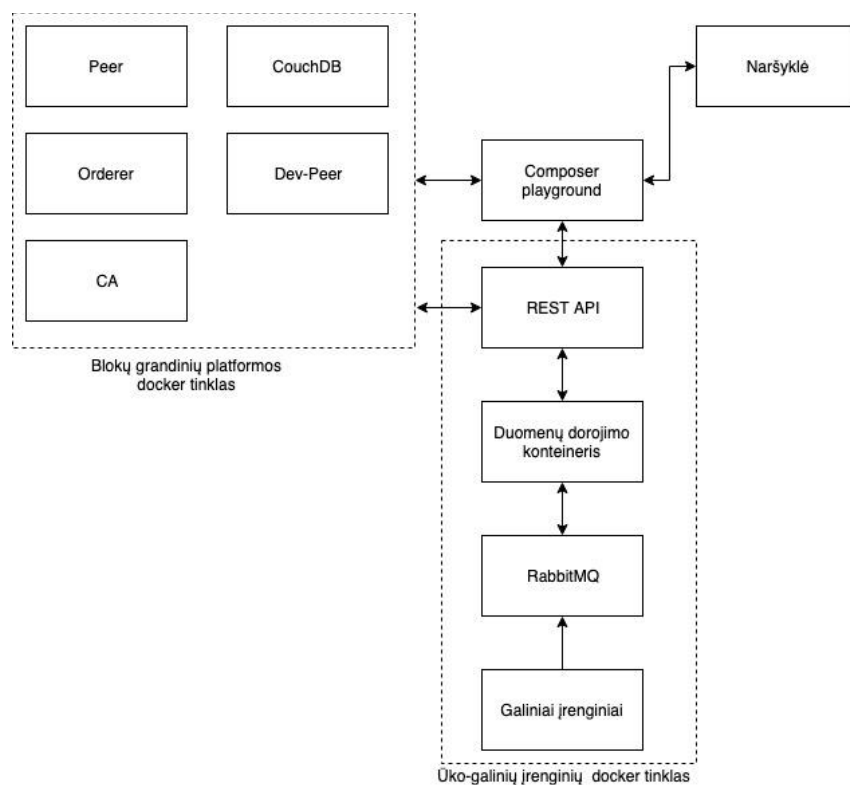 Peer
CouchDB
Naršyklė
Orderer
Dev-Peer
Composer
playground
CA
REST API
Blokų grandinių platformos
docker tinklas
Duomenų dorojimo
konteineris
RabbitMQ
Galiniai įrenginiai
Ūko-galinių įrenginių docker tinklas